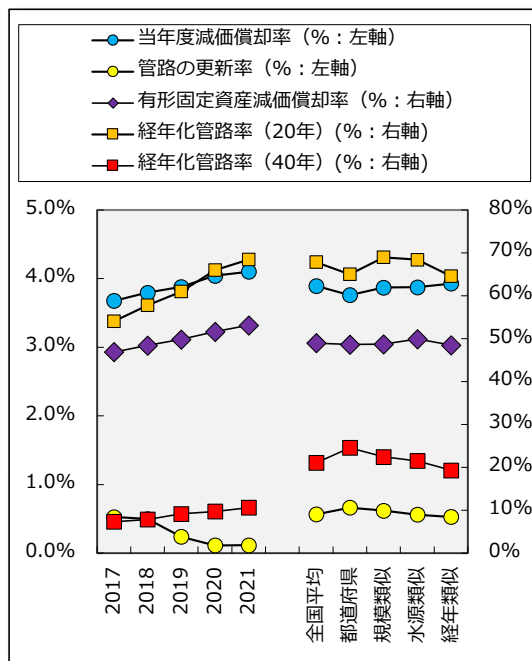 当年度減価償却率（%：左軸）
管路の更新率（%：左軸）
有形固定資産減価償却率（%：右軸）
経年化管路率（20年）(%：右軸)
経年化管路率（40年）(%：右軸)
5.0%
4.0%
3.0%
2.0%
1.0%
0.0%
80%
70%
60%
50%
40%
30%
20%
10%
0%
2017
2018
2019
2020
2021
全国平均
都道府県
規模類似
水源類似
経年類似